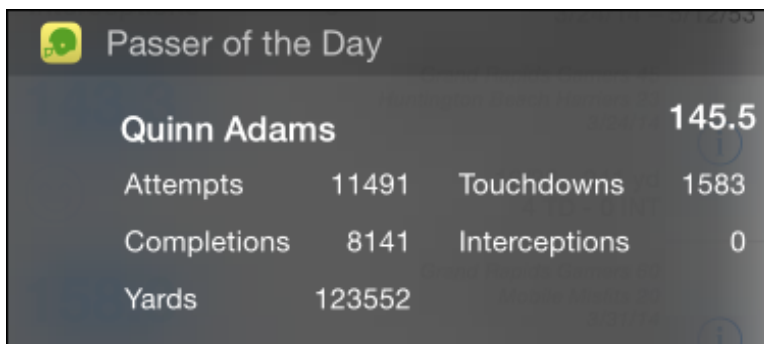 Passer of the Day
Quinn Adams 145.5
Attempts 11491 Touchdowns 1583
Completions 8141 Interceptions 0
Yards 123552